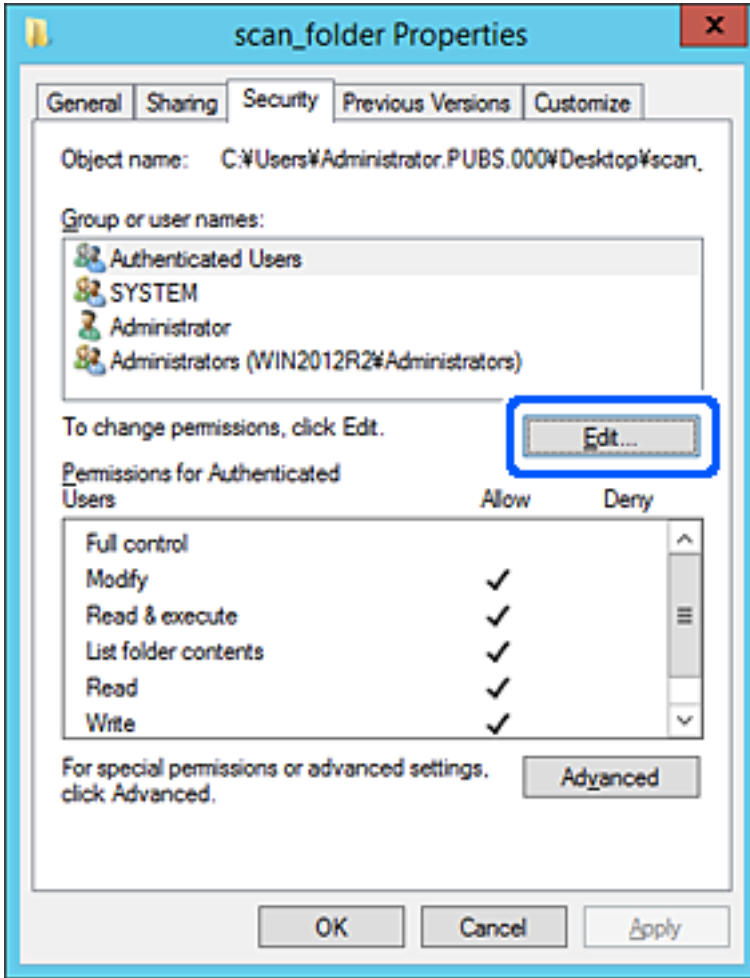 scan_folder Properties
x
General Sharing Security Previous Versions Customize
Object name: C:¥Users¥Administrator.PUBS.000¥Desktop¥scan_
Group or user names:
Authenticated Users
SYSTEM
Administrator
Administrators (WIN2012R2¥Administrators)
To change permissions, click Edit.
Edit...
Permissions for Authenticated
Users Allow Deny
Full control
Modify
Read & execute
List folder contents
Read
Write
For special permissions or advanced settings,
click Advanced.
Advanced
OK Cancel Apply